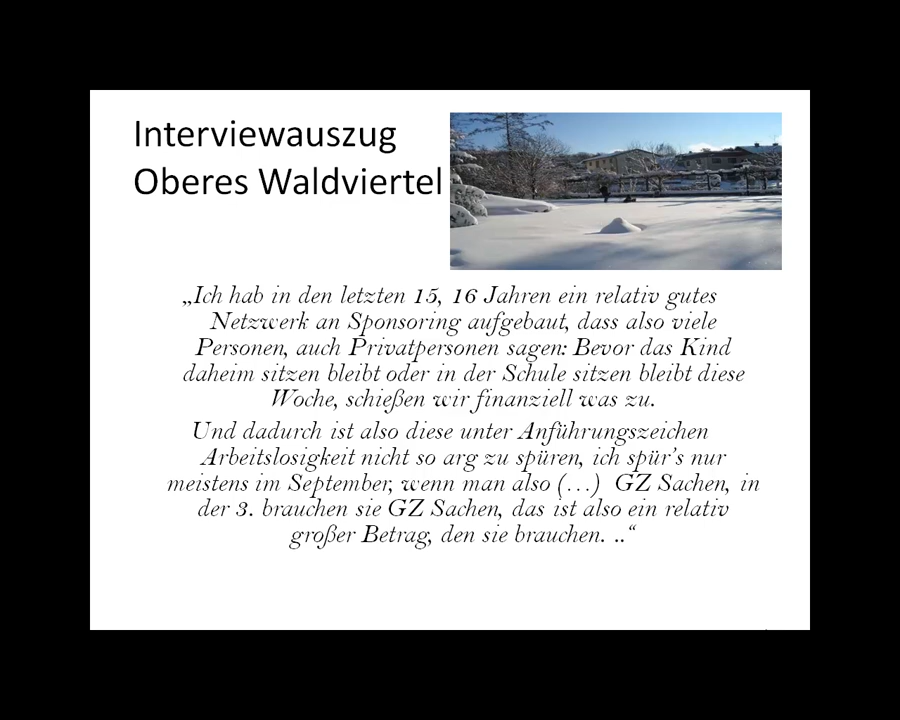 Interviewauszug
Oberes Waldviertel
„Ich hab in den letzten 15, 16 Jahren ein relativ gutes
Netzwerk an Sponsoring aufgebaut, dass also viele
Personen, auch Privatpersonen sagen: Bevor das Kind
daheim sitzen bleibt oder in der Schule sitzen bleibt diese
Woche, schießen wir finanziell was zu.
Und dadurch ist also diese unter Anführungszeichen
Arbeitslosigkeit nicht so arg zu spüren, ich spür's nur
meistens im September, wenn man also (…) GZ Sachen, in
der 3. brauchen sie GZ Sachen, das ist also ein relativ
großer Betrag, den sie brauchen. ..“